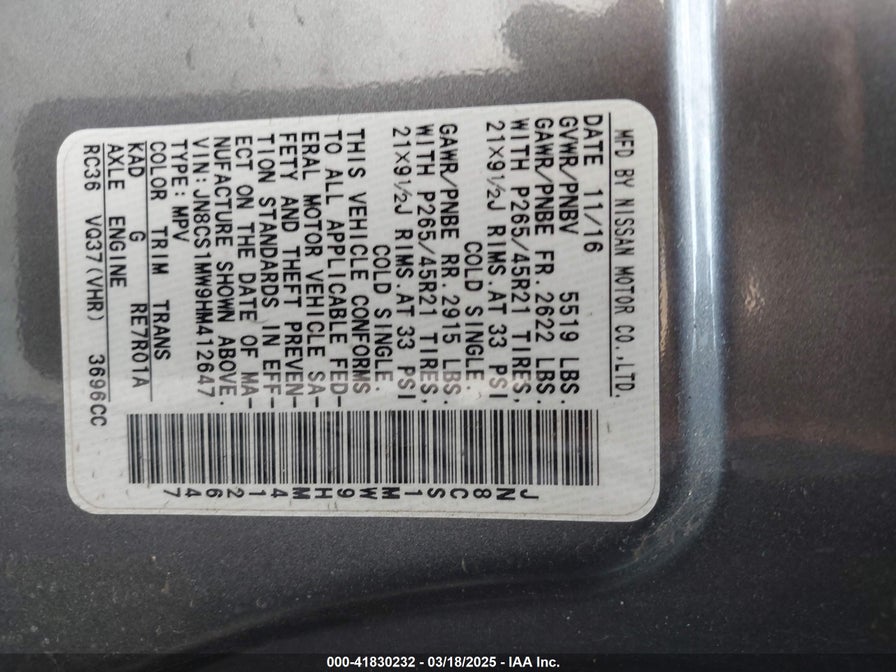 MFD BY NISSAN MOTOR CO.,LTD.
DATE 11/16
GVWR/PNBV 5519 LBS.
GAWR/PNBE FR. 2622 LBS.
WITH P265/45R21 TIRES,
21X9½J RIMS.AT 33 PSI
COLD SINGLE.
GAWR/PNBE RR. 2915 LBS.
WITH P265/45R21 TIRES,
21X9½J RIMS.AT 33 PSI
COLD SINGLE.
THIS VEHICLE CONFORMS
TO ALL APPLICABLE FED-
ERAL MOTOR VEHICLE SA-
FETY AND THEFT PREVEN-
TION STANDARDS IN EFF-
ECT ON THE DATE OF MA-
NUFACTURE SHOWN ABOVE.
VIN: JN8CS1MW9HM412647
TYPE: MPV
COLOR TRIM TRANS
KAD G RE7R01A
AXLE ENGINE
RC36 VQ37(VHR) 3696CC
JN8CS1MW9HM412647
000-41830232 - 03/18/2025 - IAA Inc.